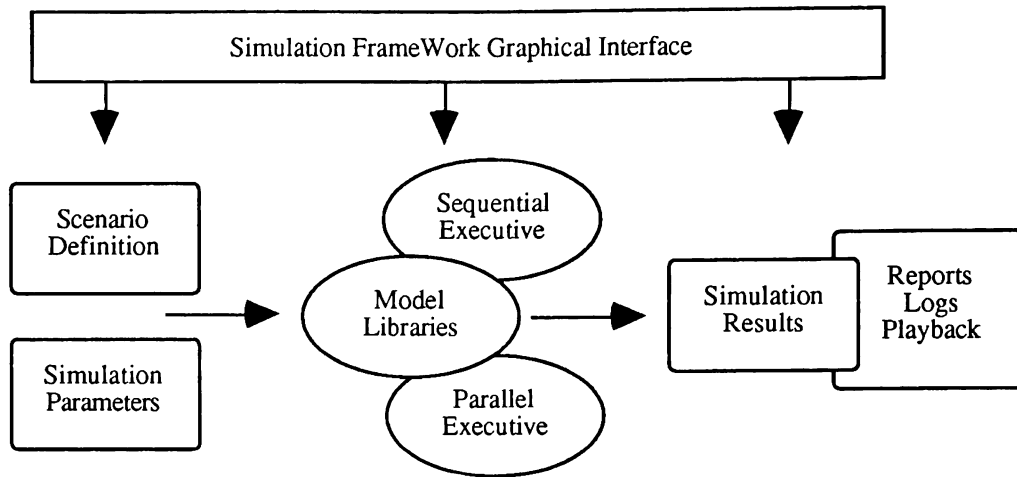 Simulation FrameWork Graphical Interface
Scenario
Definition
Simulation
Parameters
Sequential
Executive
Model
Libraries
Parallel
Executive
Simulation
Results
Reports
Logs
Playback